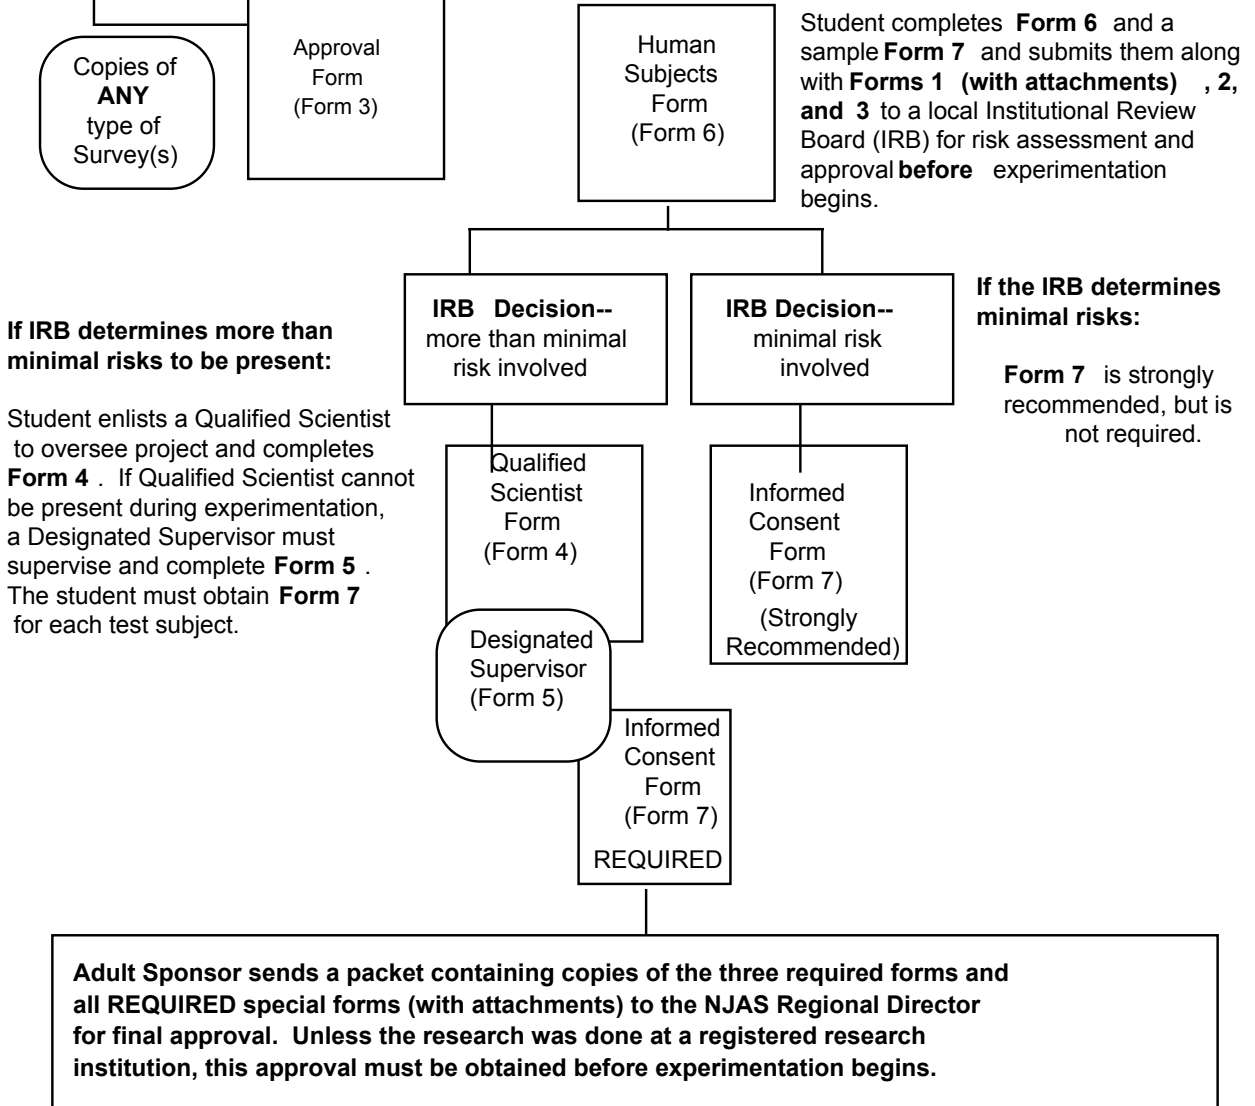 Copies of
ANY
type of
Survey(s)
Approval
Form
(Form 3)
Human
Subjects
Form
(Form 6)
Student completes Form 6 and a
sample Form 7 and submits them along
with Forms 1 (with attachments) , 2,
and 3 to a local Institutional Review
Board (IRB) for risk assessment and
approval before experimentation
begins.
If IRB determines more than
minimal risks to be present:
Student enlists a Qualified Scientist
to oversee project and completes
Form 4 . If Qualified Scientist cannot
be present during experimentation,
a Designated Supervisor must
supervise and complete Form 5 .
The student must obtain Form 7
for each test subject.
IRB Decision--
more than minimal
risk involved
IRB Decision--
minimal risk
involved
If the IRB determines
minimal risks:
Form 7 is strongly
recommended, but is
not required.
Qualified
Scientist
Form
(Form 4)
Informed
Consent
Form
(Form 7)
(Strongly
Recommended)
Designated
Supervisor
(Form 5)
Informed
Consent
Form
(Form 7)
REQUIRED
Adult Sponsor sends a packet containing copies of the three required forms and
all REQUIRED special forms (with attachments) to the NJAS Regional Director
for final approval. Unless the research was done at a registered research
institution, this approval must be obtained before experimentation begins.